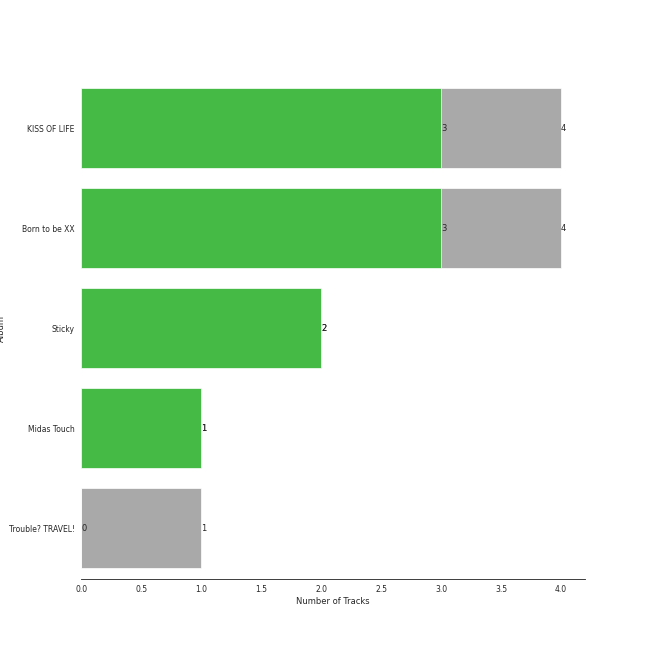 KISS OF LIFE
3
4
Born to be XX
3
4
Sticky
2
Album
Midas Touch
1
Trouble? TRAVEL!
0
1
0.0 0.5 1.0 1.5 2.0 2.5 3.0 3.5 4.0
Number of Tracks